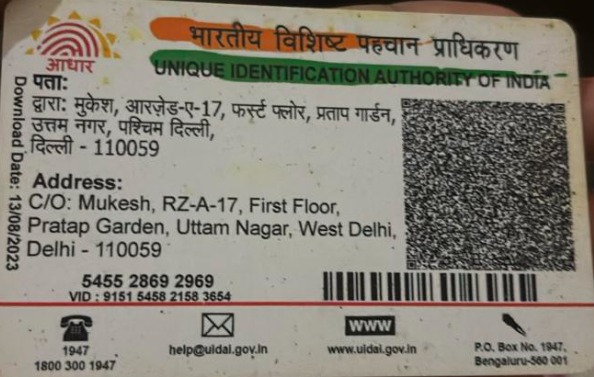 भारतीय विशिष्ट पहचान प्राधिकरण
UNIQUE IDENTIFICATION AUTHORITY OF INDIA
आधार
Download Date: 13/08/2023
पता:
द्वारा: मुकेश, आरज़ेड-ए-17, फर्स्ट फ्लोर, प्रताप गार्डन,
उत्तम नगर, पश्चिम दिल्ली,
दिल्ली - 110059
Address:
C/O: Mukesh, RZ-A-17, First Floor,
Pratap Garden, Uttam Nagar, West Delhi,
Delhi - 110059
5455 2869 2969
VID : 9151 5458 2158 3654
1947
1800 300 1947
help@uidai.gov.in
WWW
www.uidai.gov.in
P.O. Box No. 1947,
Bengaluru-560 001